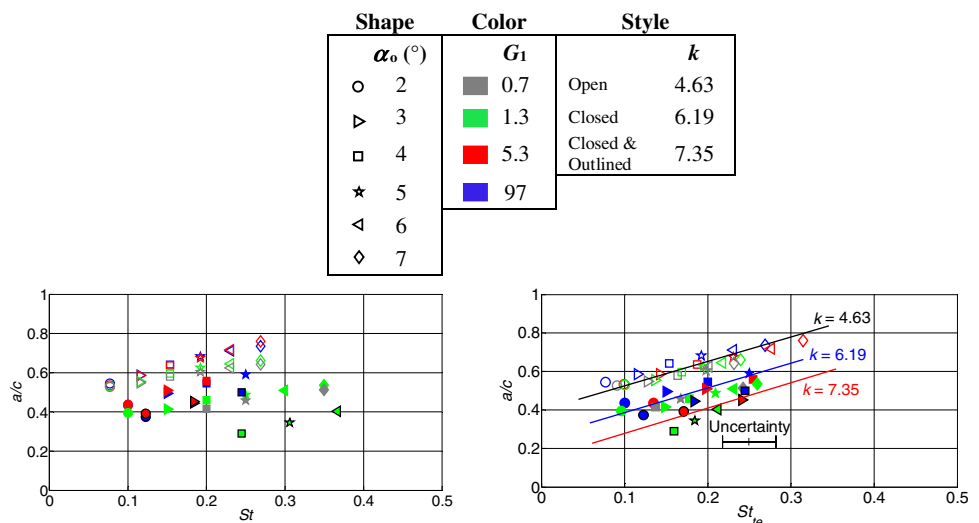 Shape Color Style
αo (°) G1 k
2 0.7 Open 4.63
3 1.3 Closed 6.19
4 5.3 Closed & Outlined 7.35
5 97
6
7
1
0.8
0.6
0.4
0.2
0
a/c
0 0.1 0.2 0.3 0.4 0.5
St
1
0.8
0.6
0.4
0.2
0
a/c
k = 4.63
k = 6.19
k = 7.35
Uncertainty
0 0.1 0.2 0.3 0.4 0.5
Stte